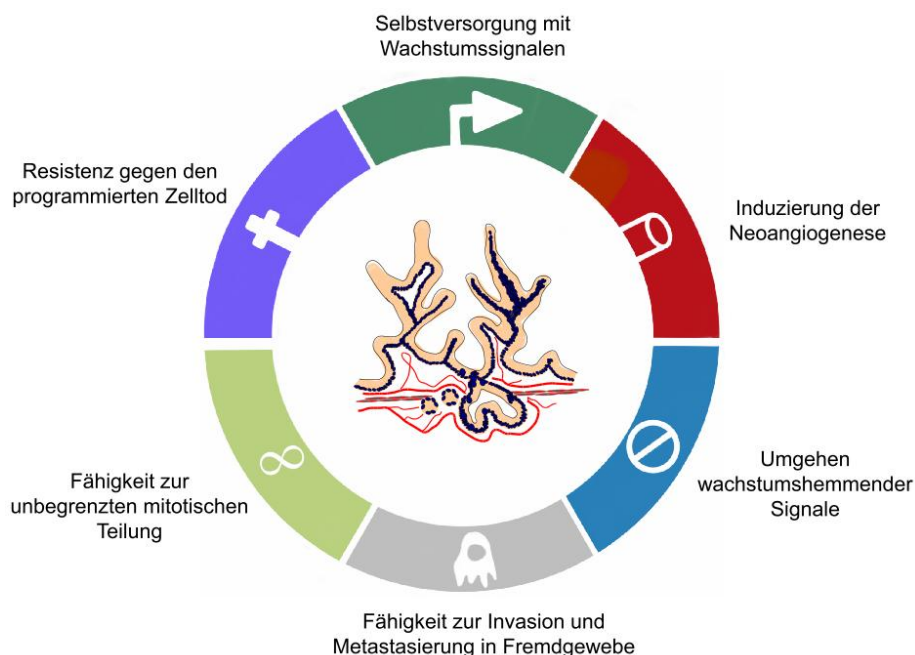 Selbstversorgung mit
Wachstumssignalen
Resistenz gegen den
programmierten Zelltod
Induzierung der
Neoangiogenese
Fähigkeit zur
unbegrenzten mitotischen
Teilung
Umgehen
wachstumshemmender
Signale
Fähigkeit zur Invasion und
Metastasierung in Fremdgewebe